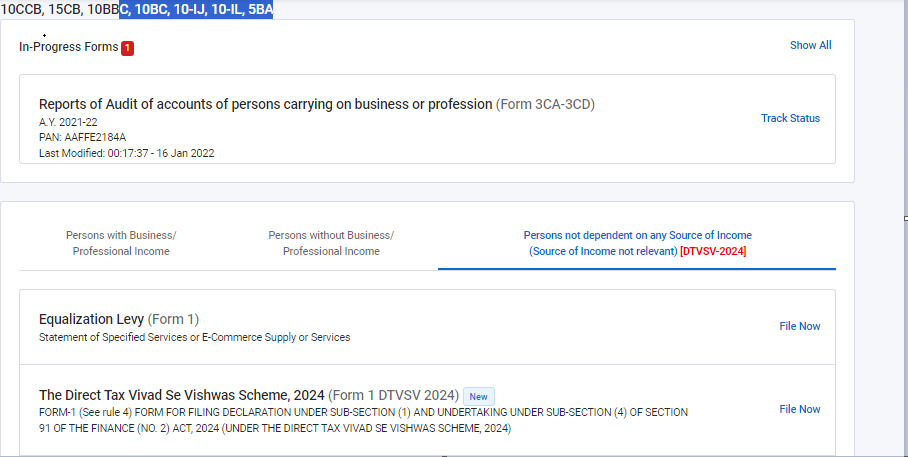 10CCB, 15CB, 10BBC, 10BC, 10-IJ, 10-IL, 5BA
In-Progress Forms 1
Show All
Reports of Audit of accounts of persons carrying on business or profession (Form 3CA-3CD)
A.Y. 2021-22
Track Status
PAN: AAFFE2184A
Last Modified: 00:17:37 - 16 Jan 2022
Persons with Business/
Professional Income
Persons without Business/
Professional Income
Persons not dependent on any Source of Income
(Source of Income not relevant) [DTVSV-2024]
Equalization Levy (Form 1)
Statement of Specified Services or E-Commerce Supply or Services
File Now
The Direct Tax Vivad Se Vishwas Scheme, 2024 (Form 1 DTVSV 2024) New
FORM-1 (See rule 4) FORM FOR FILING DECLARATION UNDER SUB-SECTION (1) AND UNDERTAKING UNDER SUB-SECTION (4) OF SECTION
91 OF THE FINANCE (NO. 2) ACT, 2024 (UNDER THE DIRECT TAX VIVAD SE VISHWAS SCHEME, 2024)
File Now